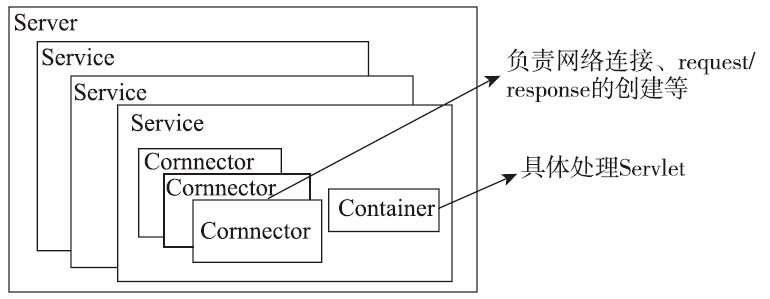 Server
Service
Service
Service
Cornnector
Cornnector
Cornnector
Container
负责网络连接、request/
response的创建等
具体处理Servlet